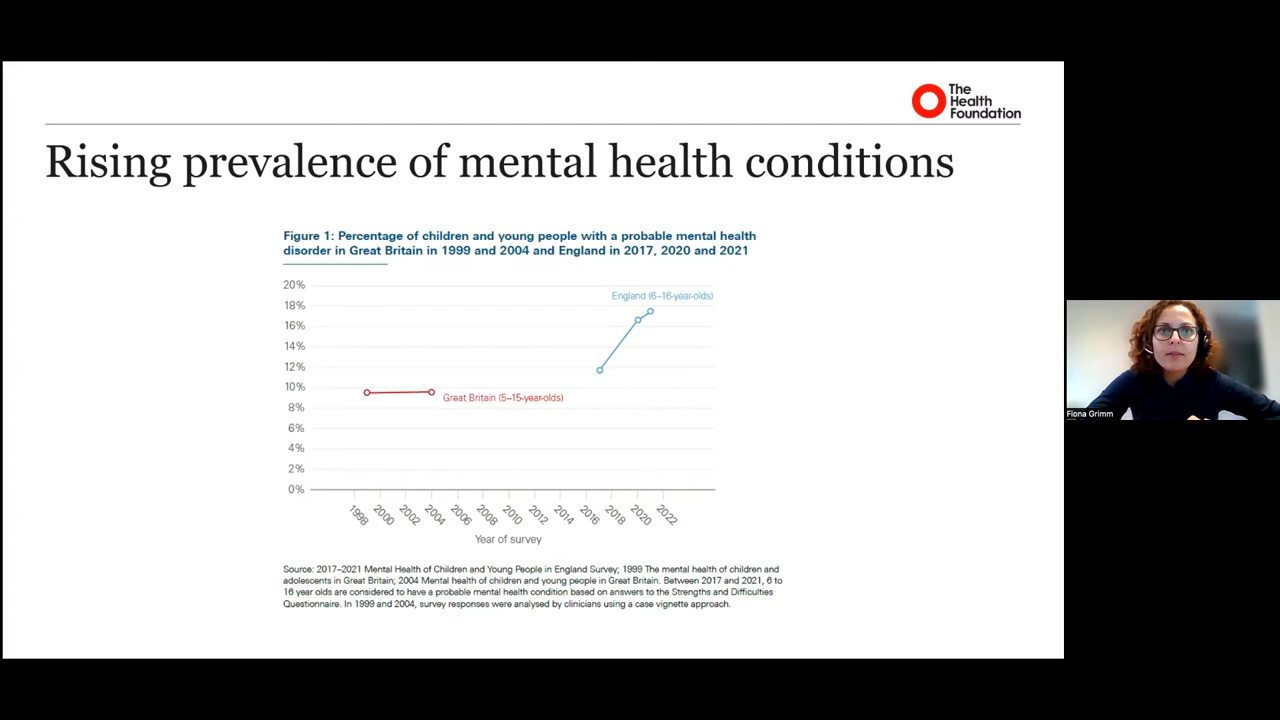 The
Health
Foundation
Rising prevalence of mental health conditions
Figure 1: Percentage of children and young people with a probable mental health
disorder in Great Britain in 1999 and 2004 and England in 2017, 2020 and 2021
20%
England (6–16-year-olds)
18%
16%
14%
12%
10%
Great Britain (5–15-year-olds)
8%
6%
4%
2%
0%
1998 2000 2002 2004 2006 2008 2010 2012 2014 2016 2018 2020 2022
Year of survey
Source: 2017–2021 Mental Health of Children and Young People in England Survey; 1999 The mental health of children and
adolescents in Great Britain; 2004 Mental health of children and young people in Great Britain. Between 2017 and 2021, 6 to
16 year olds are considered to have a probable mental health condition based on answers to the Strengths and Difficulties
Questionnaire. In 1999 and 2004, survey responses were analysed by clinicians using a case vignette approach.
Fiona Grimm